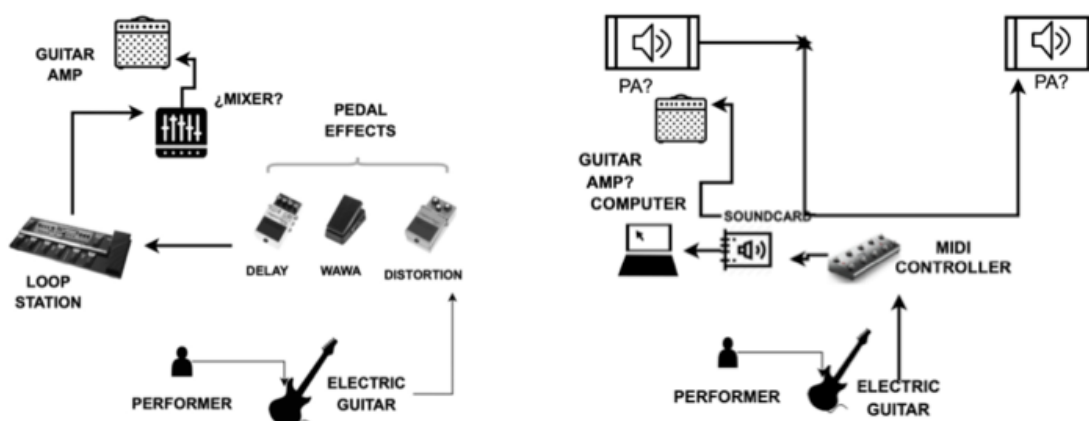 GUITAR
AMP
¿MIXER?
PEDAL
EFFECTS
LOOP
STATION
DELAY
WAWA
DISTORTION
PERFORMER
ELECTRIC
GUITAR
PA?
PA?
GUITAR
AMP?
COMPUTER
SOUNDCARD
MIDI
CONTROLLER
PERFORMER
ELECTRIC
GUITAR